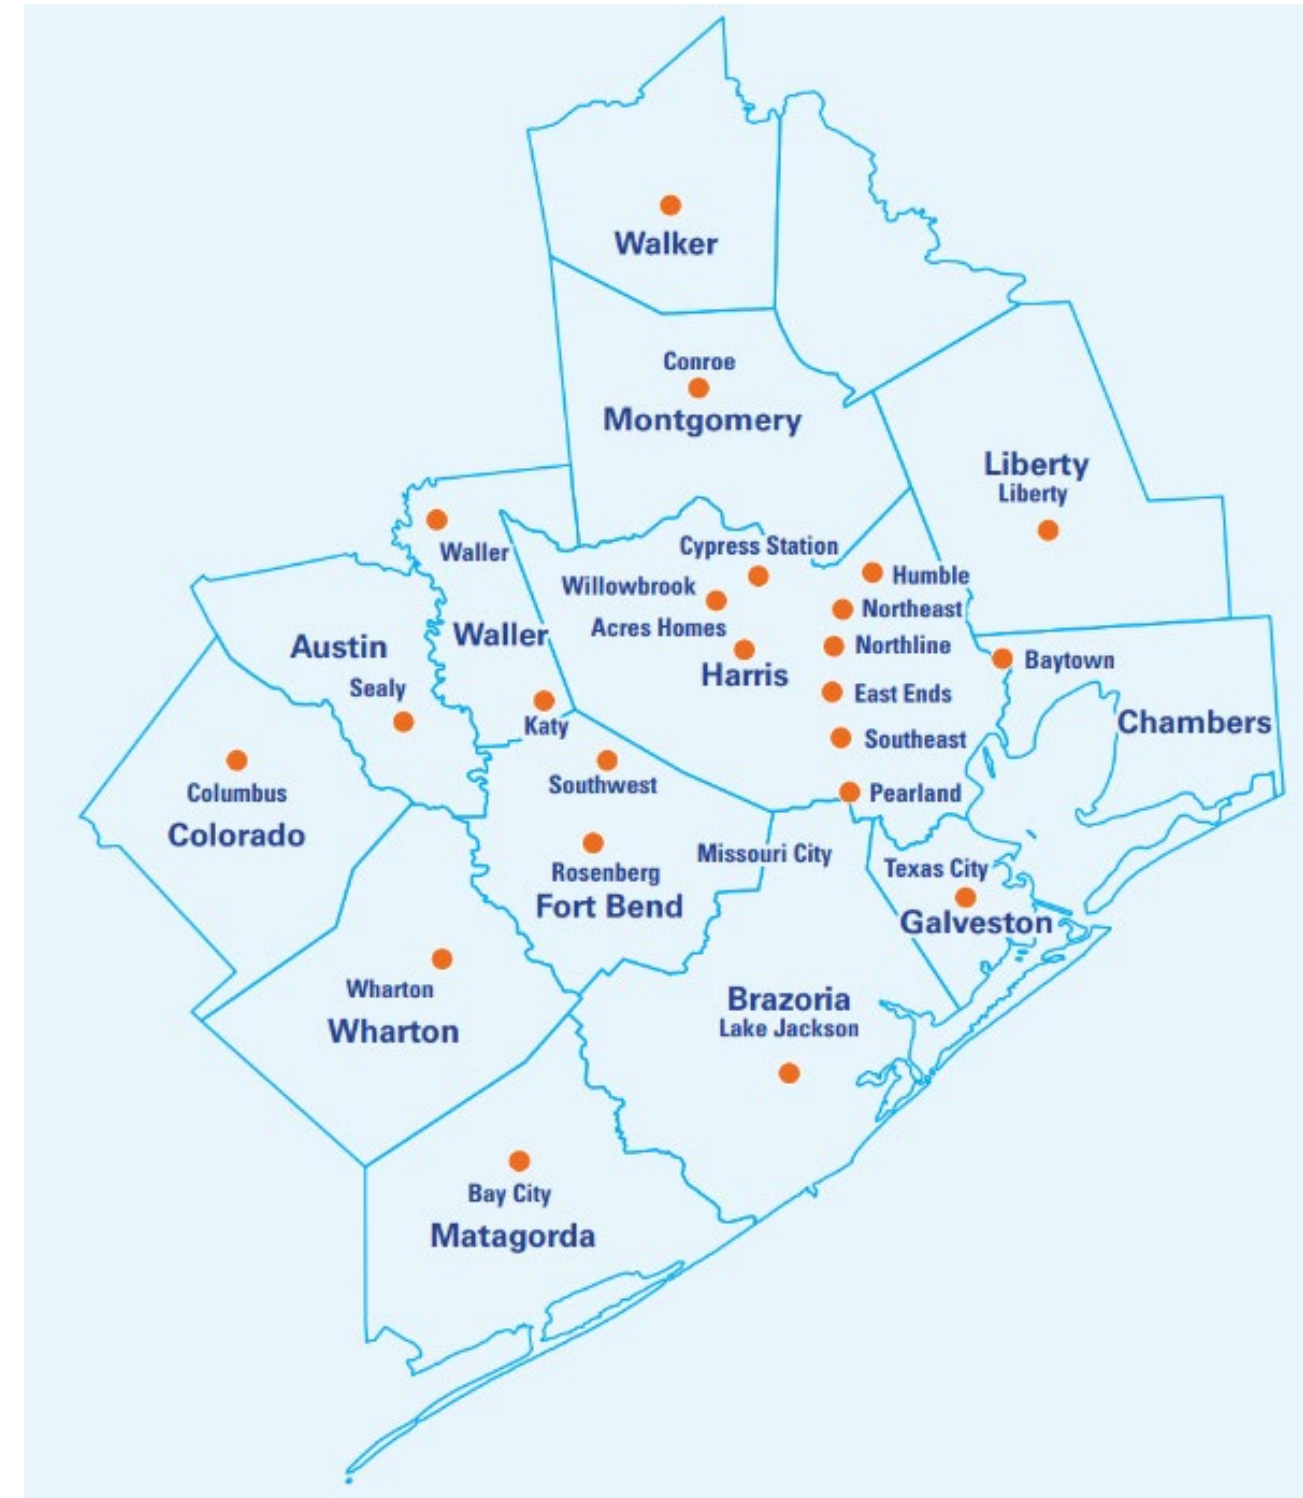 Walker
Conroe
Montgomery
Liberty
Liberty
Cypress Station
Waller
Humble
Willowbrook
Northeast
Acres Homes
Waller
Austin
Northline
Baytown
Harris
Sealy
East Ends
Chambers
Katy
Southeast
Southwest
Columbus
Pearland
Colorado
Missouri City
Texas City
Rosenberg
Fort Bend
Galveston
Wharton
Brazoria
Lake Jackson
Wharton
Bay City
Matagorda